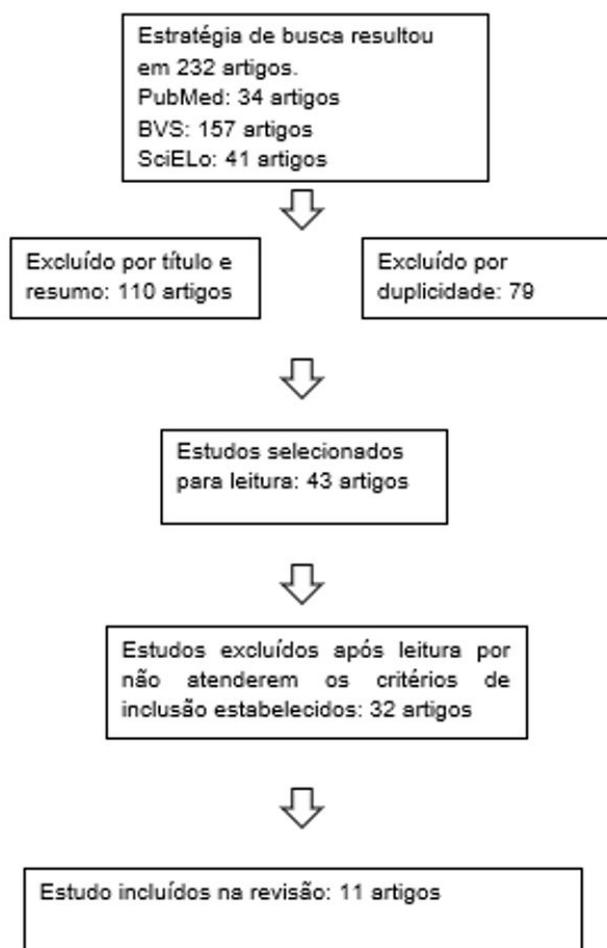 Estratégia de busca resultou
em 232 artigos.
PubMed: 34 artigos
BVS: 157 artigos
SciELo: 41 artigos
Excluído por título e
resumo: 110 artigos
Excluído por
duplicidade: 79
Estudos selecionados
para leitura: 43 artigos
Estudos excluídos após leitura por
não atenderem os critérios de
inclusão estabelecidos: 32 artigos
Estudo incluídos na revisão: 11 artigos